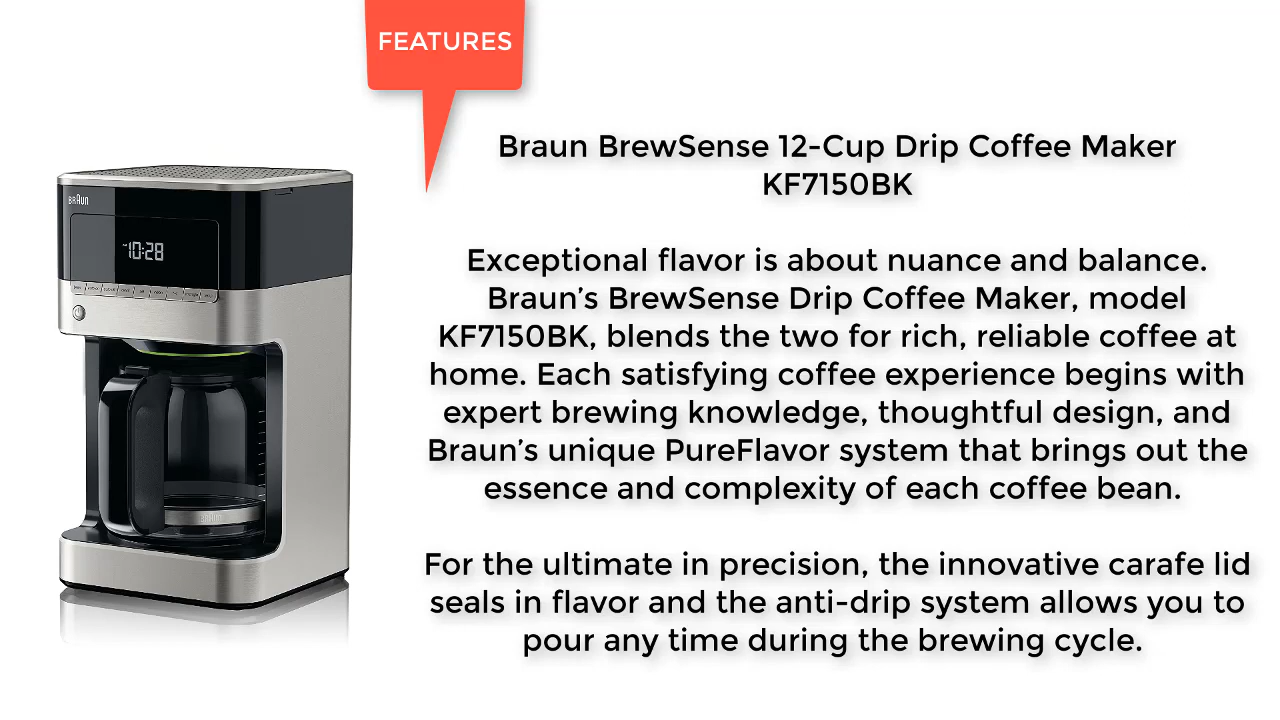 FEATURES
Braun BrewSense 12-Cup Drip Coffee Maker
KF7150BK
Exceptional flavor is about nuance and balance.
Braun’s BrewSense Drip Coffee Maker, model
KF7150BK, blends the two for rich, reliable coffee at
home. Each satisfying coffee experience begins with
expert brewing knowledge, thoughtful design, and
Braun’s unique PureFlavor system that brings out the
essence and complexity of each coffee bean.
For the ultimate in precision, the innovative carafe lid
seals in flavor and the anti-drip system allows you to
pour any time during the brewing cycle.
BRAUN
10:28
BRAUN